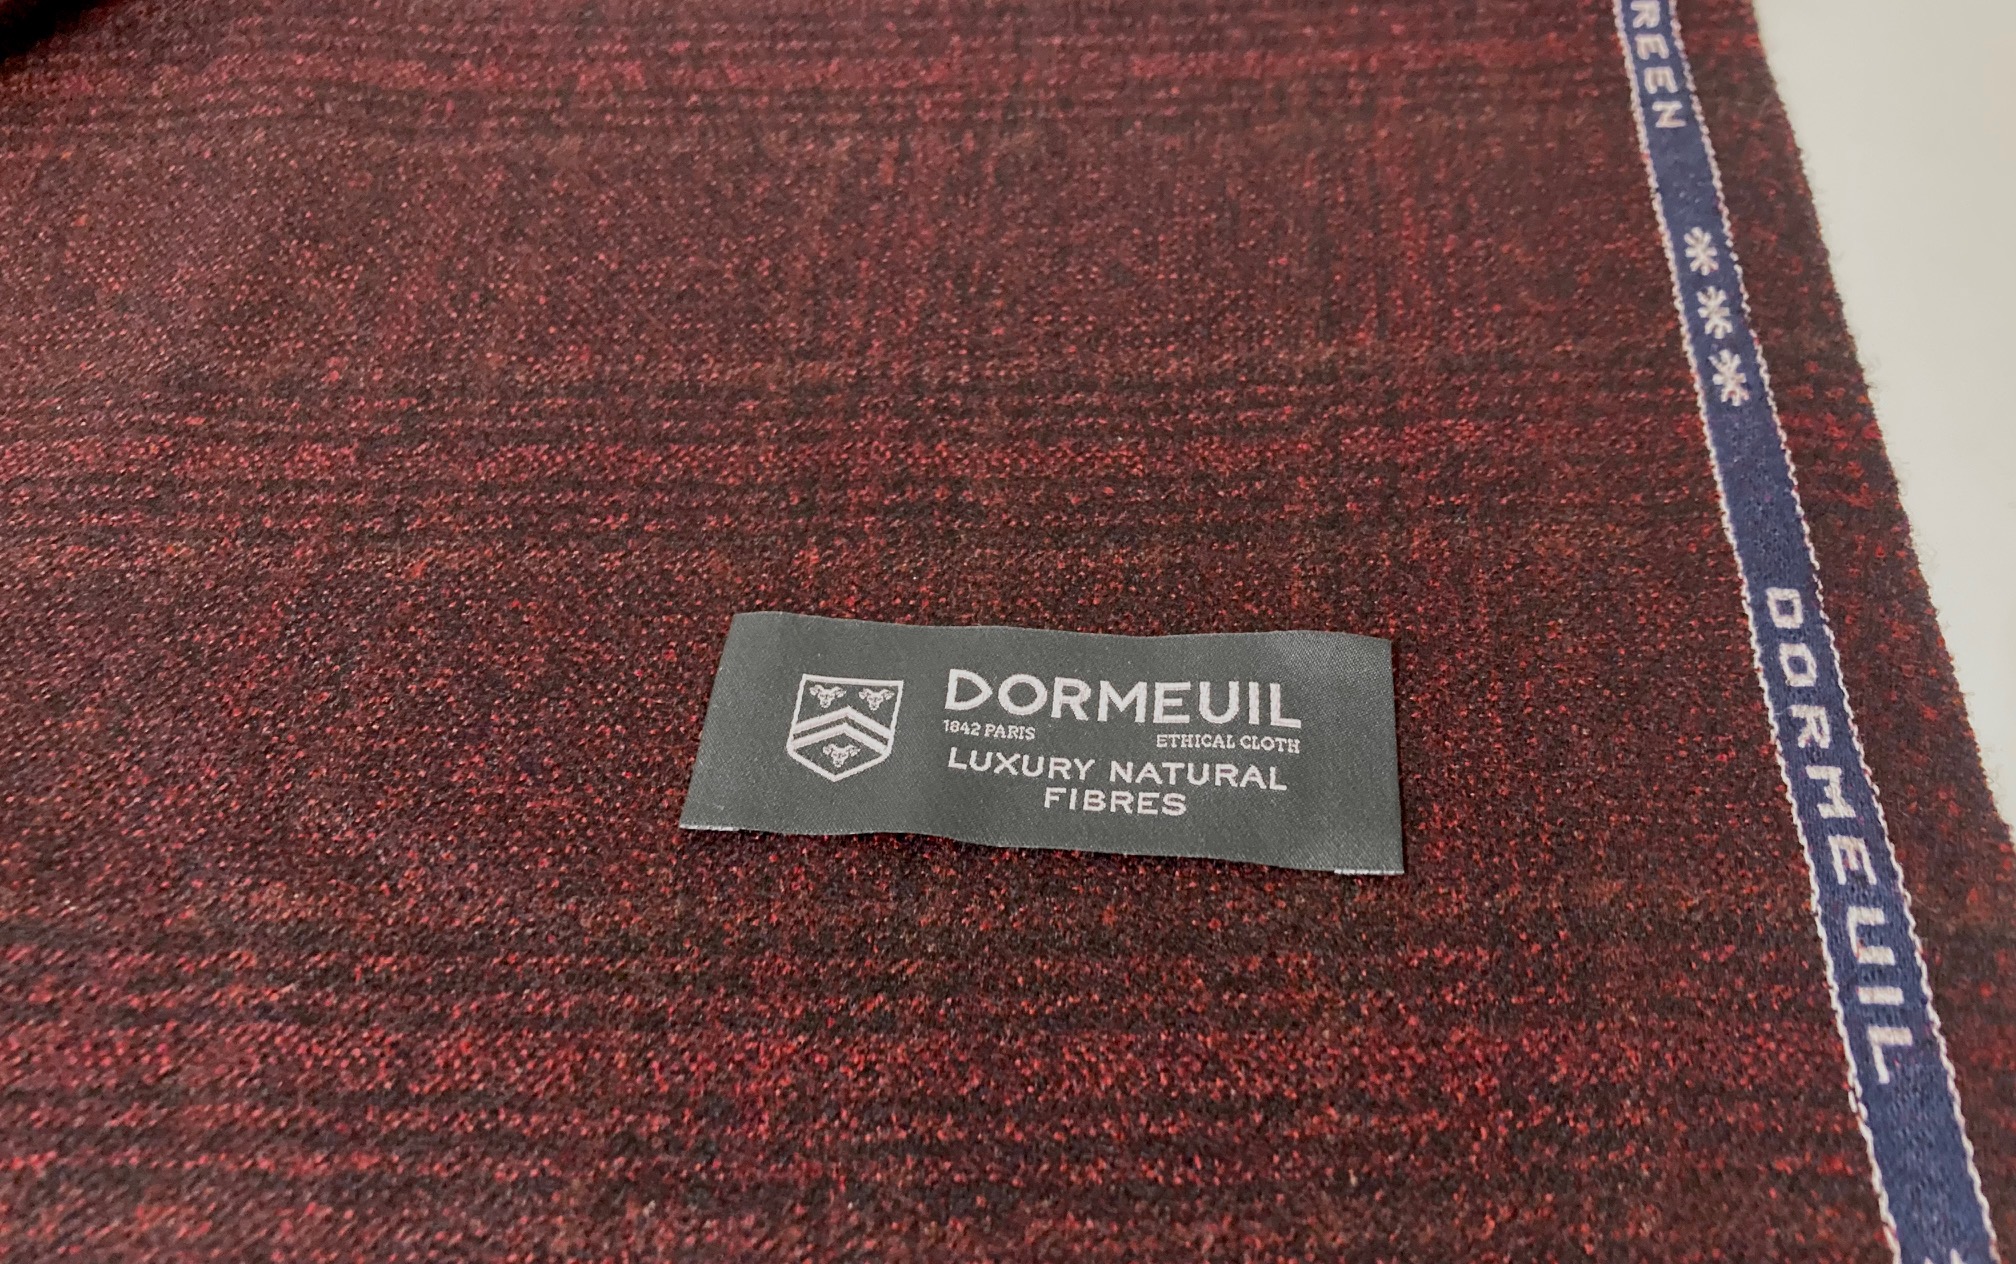 DORMEUIL
1842 PARIS ETHICAL CLOTH
LUXURY NATURAL
FIBRES
REEN *** DORMEUIL